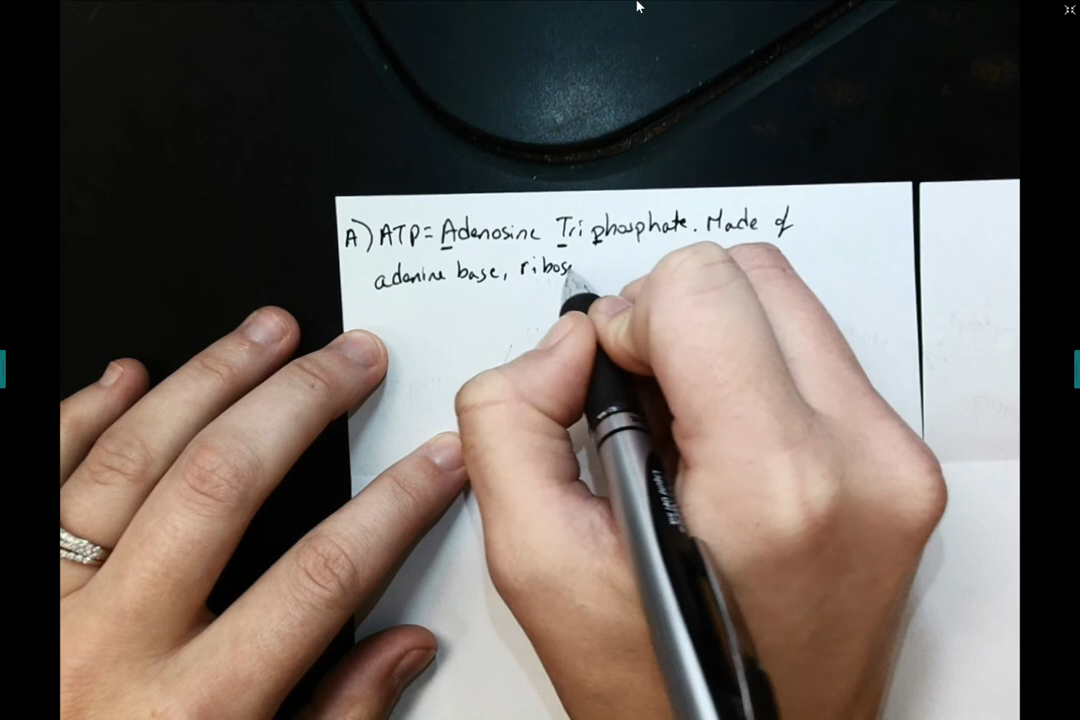 A) ATP = Adenosine Triphosphate. Made of
adenine base, ribos